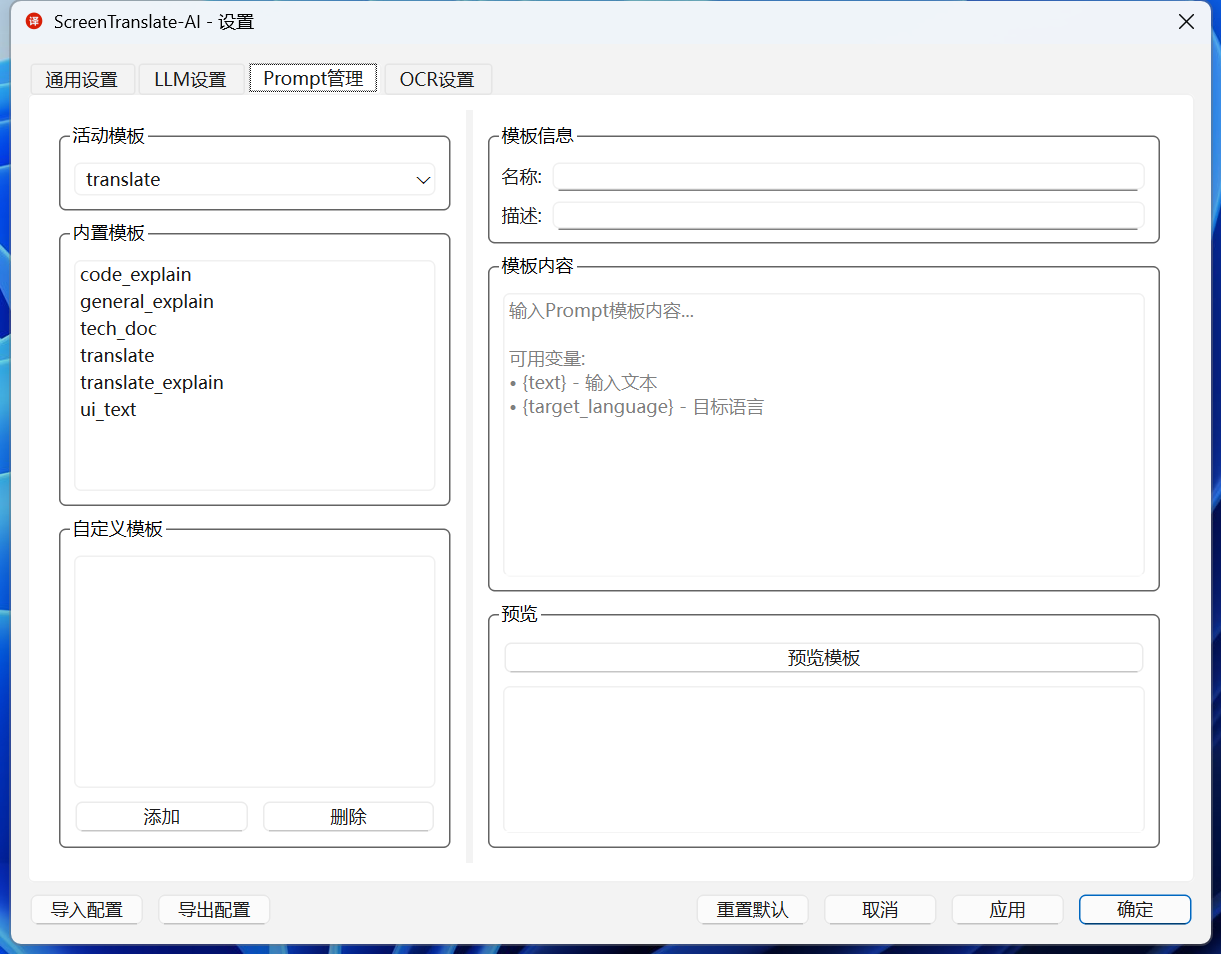 译 ScreenTranslate-AI - 设置
通用设置 LLM设置 Prompt管理 OCR设置
活动模板
translate
内置模板
code_explain
general_explain
tech_doc
translate
translate_explain
ui_text
自定义模板
添加 删除
模板信息
名称:
描述:
模板内容
输入Prompt模板内容...
可用变量:
• {text} - 输入文本
• {target_language} - 目标语言
预览
预览模板
导入配置 导出配置 重置默认 取消 应用 确定